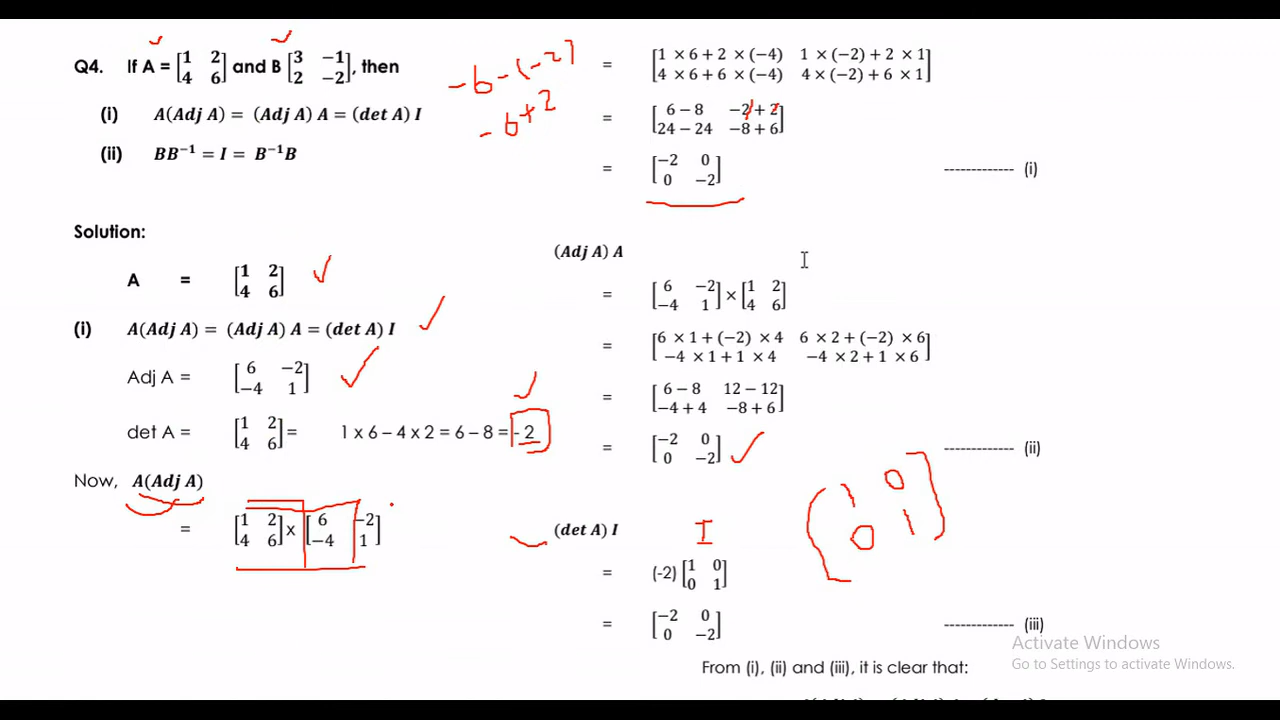 Q4. If A = [1 2 4 6] and B [3 −1 2 −2], then
(i) A(Adj A) = (Adj A) A = (det A) I
(ii) BB⁻¹ = I = B⁻¹B
Solution:
A = [1 2 4 6]
(i) A(Adj A) = (Adj A) A = (det A) I
Adj A = [6 −2 −4 1]
det A = [1 2 4 6] = 1 x 6 – 4 x 2 = 6 – 8 = - 2
Now, A(Adj A)
= [1 2 4 6] x [6 −2 −4 1]
-6-(-2)
-6+2
= [1 × 6 + 2 × (−4) 1 × (−2) + 2 × 1
4 × 6 + 6 × (−4) 4 × (−2) + 6 × 1]
= [6 − 8 −2 + 2
24 − 24 −8 + 6]
= [−2 0 0 −2] ------------- (i)
(Adj A) A
= [6 −2 −4 1] × [1 2 4 6]
= [6 × 1 + (−2) × 4 6 × 2 + (−2) × 6
−4 × 1 + 1 × 4 −4 × 2 + 1 × 6]
= [6 − 8 12 − 12
−4 + 4 −8 + 6]
= [−2 0 0 −2] ------------- (ii)
(det A) I
I
[1 0 0 1]
= (-2) [1 0 0 1]
= [−2 0 0 −2] ------------- (iii)
From (i), (ii) and (iii), it is clear that:
Activate Windows
Go to Settings to activate Windows.